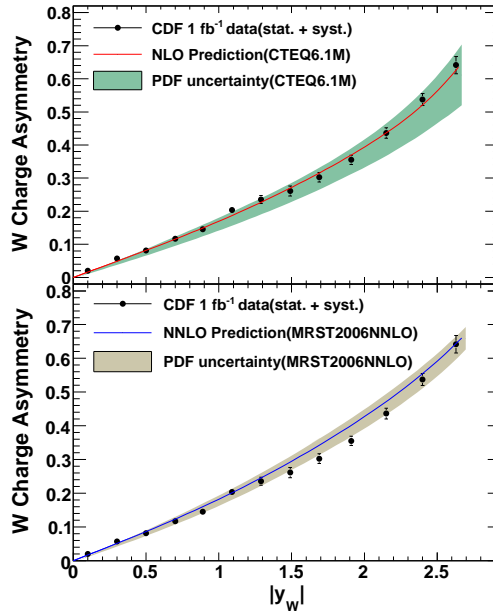 0.8
0.7
0.6
0.5
0.4
0.3
0.2
0.1
0
W Charge Asymmetry
CDF 1 fb⁻¹ data(stat. + syst.)
NLO Prediction(CTEQ6.1M)
PDF uncertainty(CTEQ6.1M)
0.8
0.7
0.6
0.5
0.4
0.3
0.2
0.1
0
W Charge Asymmetry
CDF 1 fb⁻¹ data(stat. + syst.)
NNLO Prediction(MRST2006NNLO)
PDF uncertainty(MRST2006NNLO)
0 0.5 1 1.5 2 2.5
|y_W|